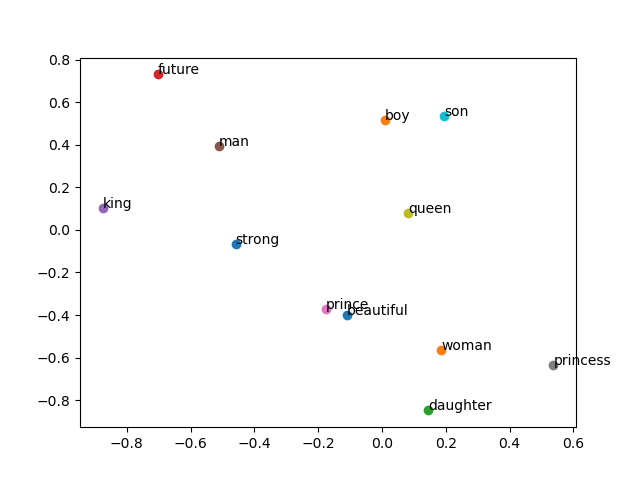 0.8
future
0.6
boy
son
0.4
man
0.2
king
queen
0.0
strong
−0.2
prince
beautiful
−0.4
woman
−0.6
princess
−0.8
daughter
−0.8 −0.6 −0.4 −0.2 0.0 0.2 0.4 0.6